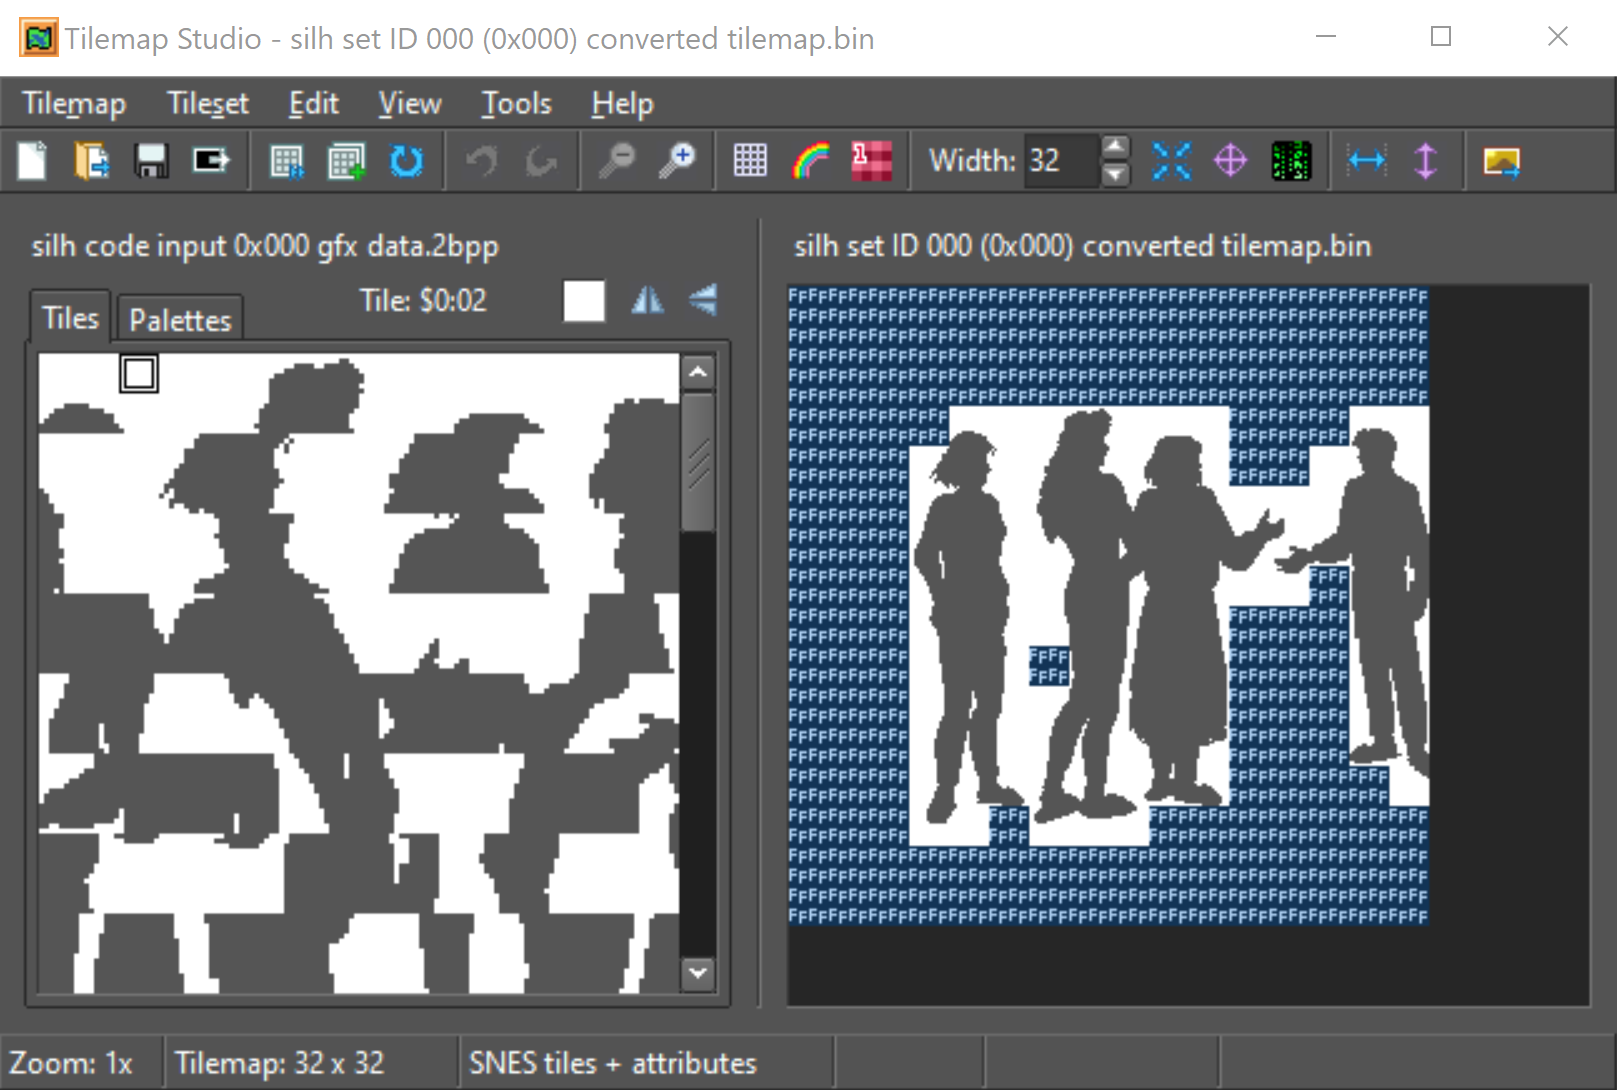 Tilemap Studio - silh set ID 000 (0x000) converted tilemap.bin
Tilemap Tileset Edit View Tools Help
1 Width: 32
silh code input 0x000 gfx data.2bpp
silh set ID 000 (0x000) converted tilemap.bin
Tiles Palettes Tile: $0:02
Zoom: 1x Tilemap: 32 x 32 SNES tiles + attributes